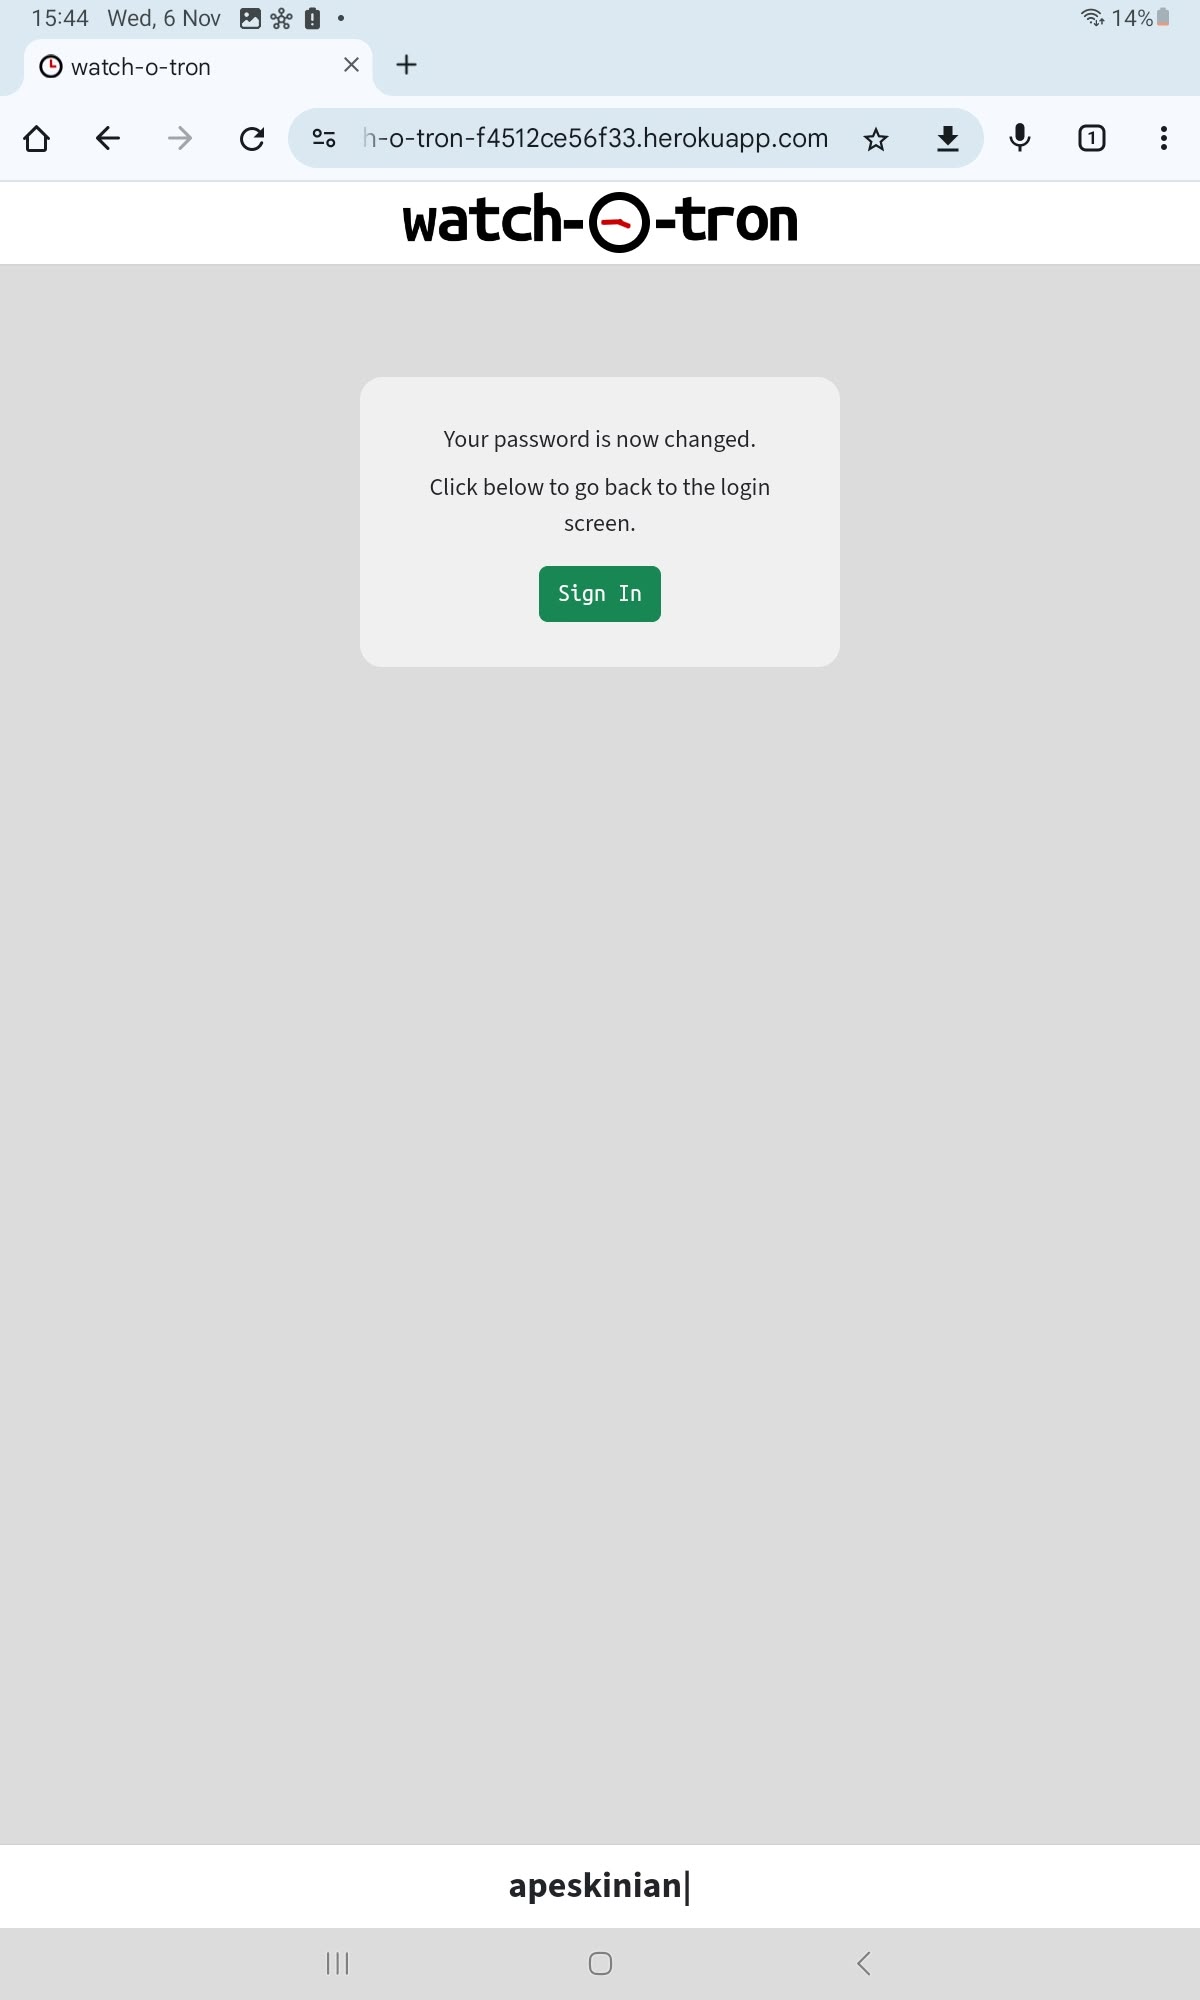 15:44 Wed, 6 Nov 14%
watch-o-tron
1
h-o-tron-f4512ce56f33.herokuapp.com
watch-o-tron
Your password is now changed.
Click below to go back to the login
screen.
Sign In
apeskinian|